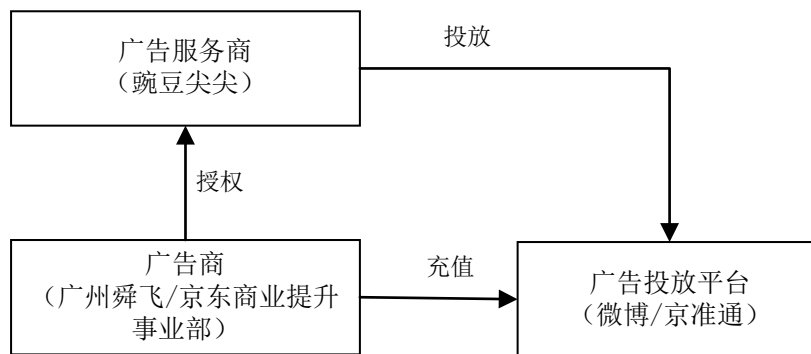 广告服务商
（豌豆尖尖）
投放
授权
广告商
（广州舜飞/京东商业提升
事业部）
充值
广告投放平台
（微博/京准通）